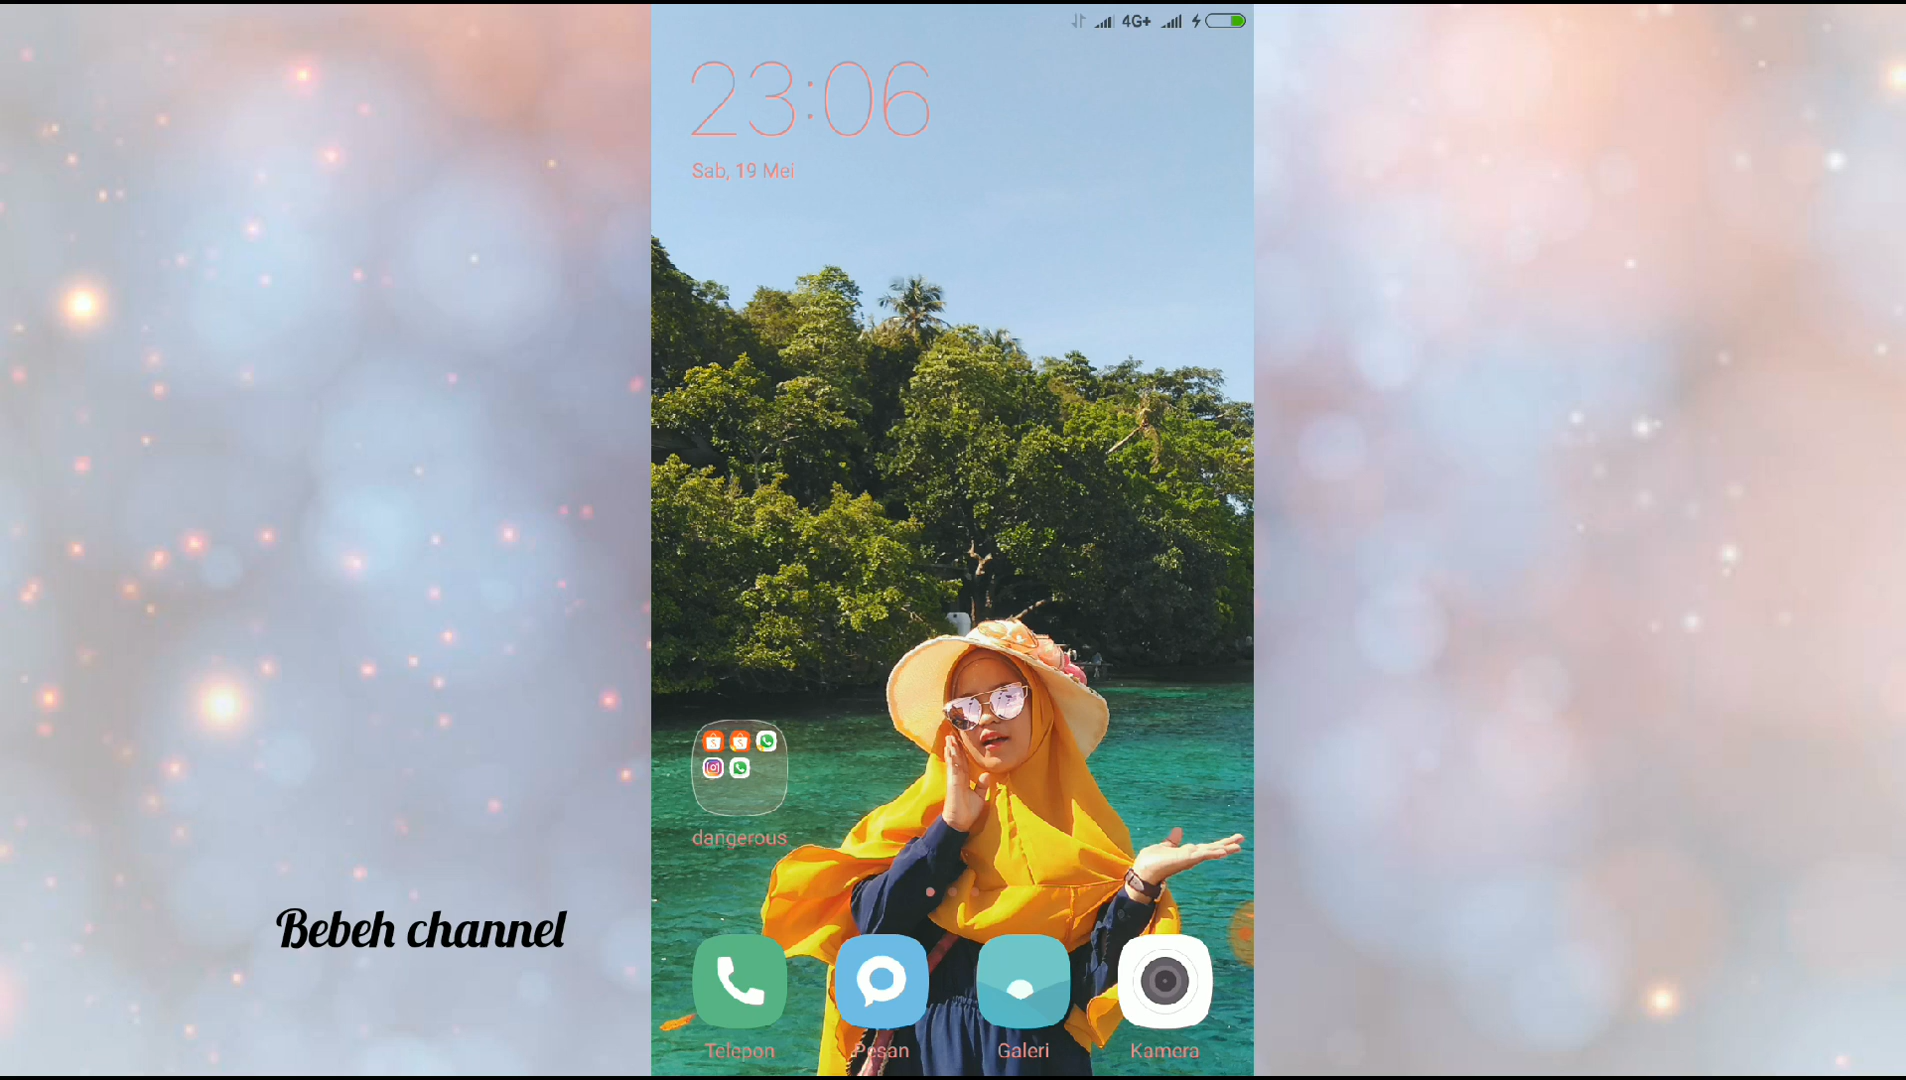 4G+
23:06
Sab, 19 Mei
dangerous
Bebeh channel
Telepon
Pesan
Galeri
Kamera